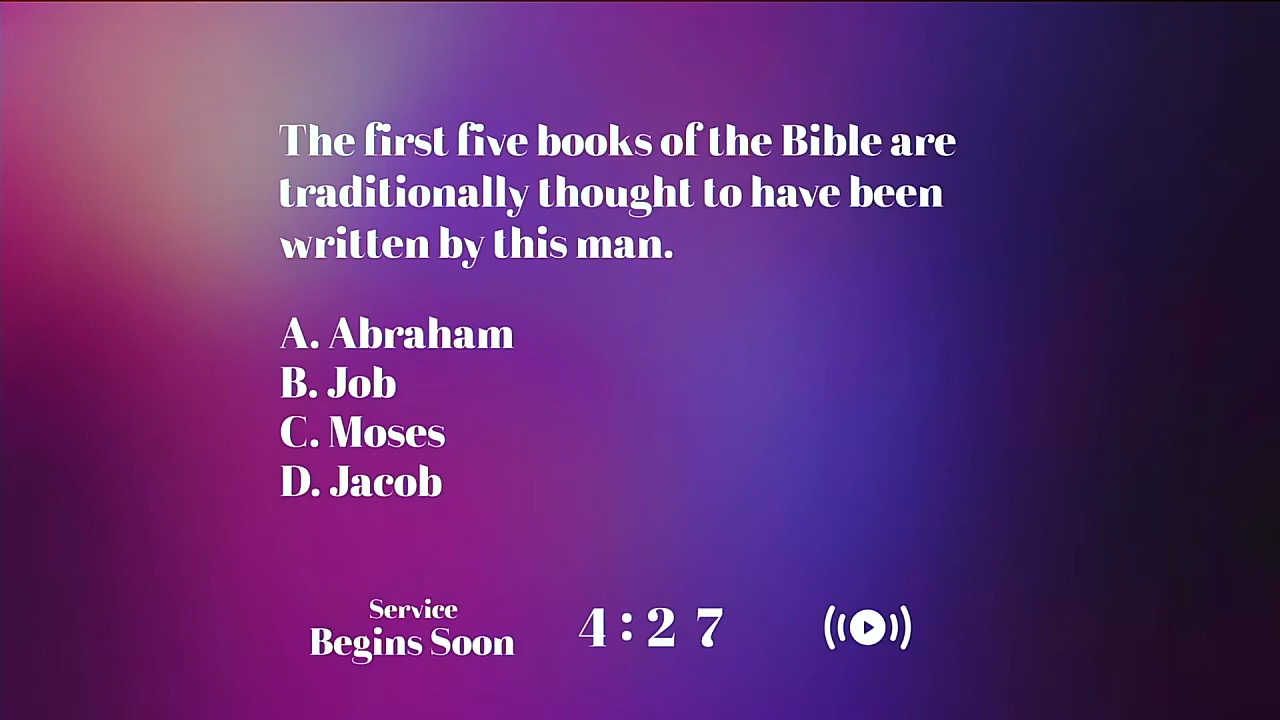 The first five books of the Bible are
traditionally thought to have been
written by this man.
A. Abraham
B. Job
C. Moses
D. Jacob
Service
Begins Soon
4:27